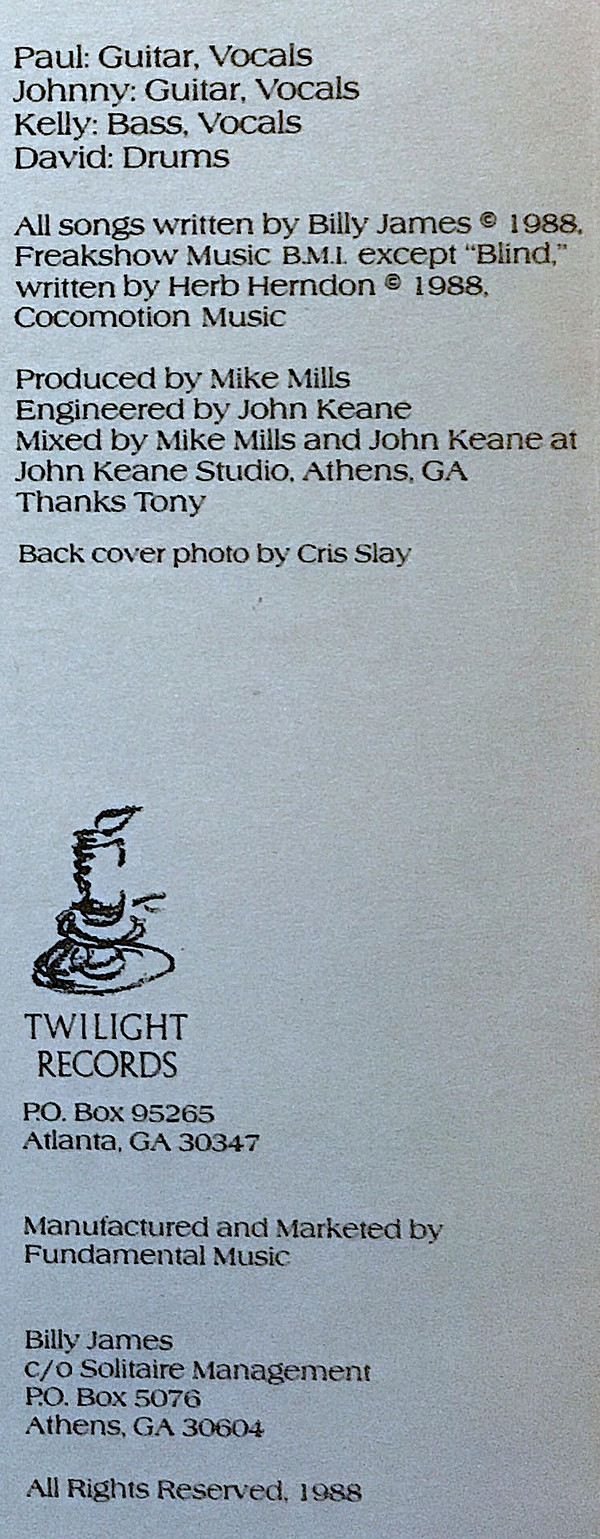 Paul: Guitar, Vocals
Johnny: Guitar, Vocals
Kelly: Bass, Vocals
David: Drums
All songs written by Billy James © 1988,
Freakshow Music B.M.I. except “Blind,”
written by Herb Herndon © 1988,
Cocomotion Music
Produced by Mike Mills
Engineered by John Keane
Mixed by Mike Mills and John Keane at
John Keane Studio, Athens, GA
Thanks Tony
Back cover photo by Cris Slay
TWILIGHT
RECORDS
P.O. Box 95265
Atlanta, GA 30347
Manufactured and Marketed by
Fundamental Music
Billy James
c/o Solitaire Management
P.O. Box 5076
Athens, GA 30604
All Rights Reserved, 1988